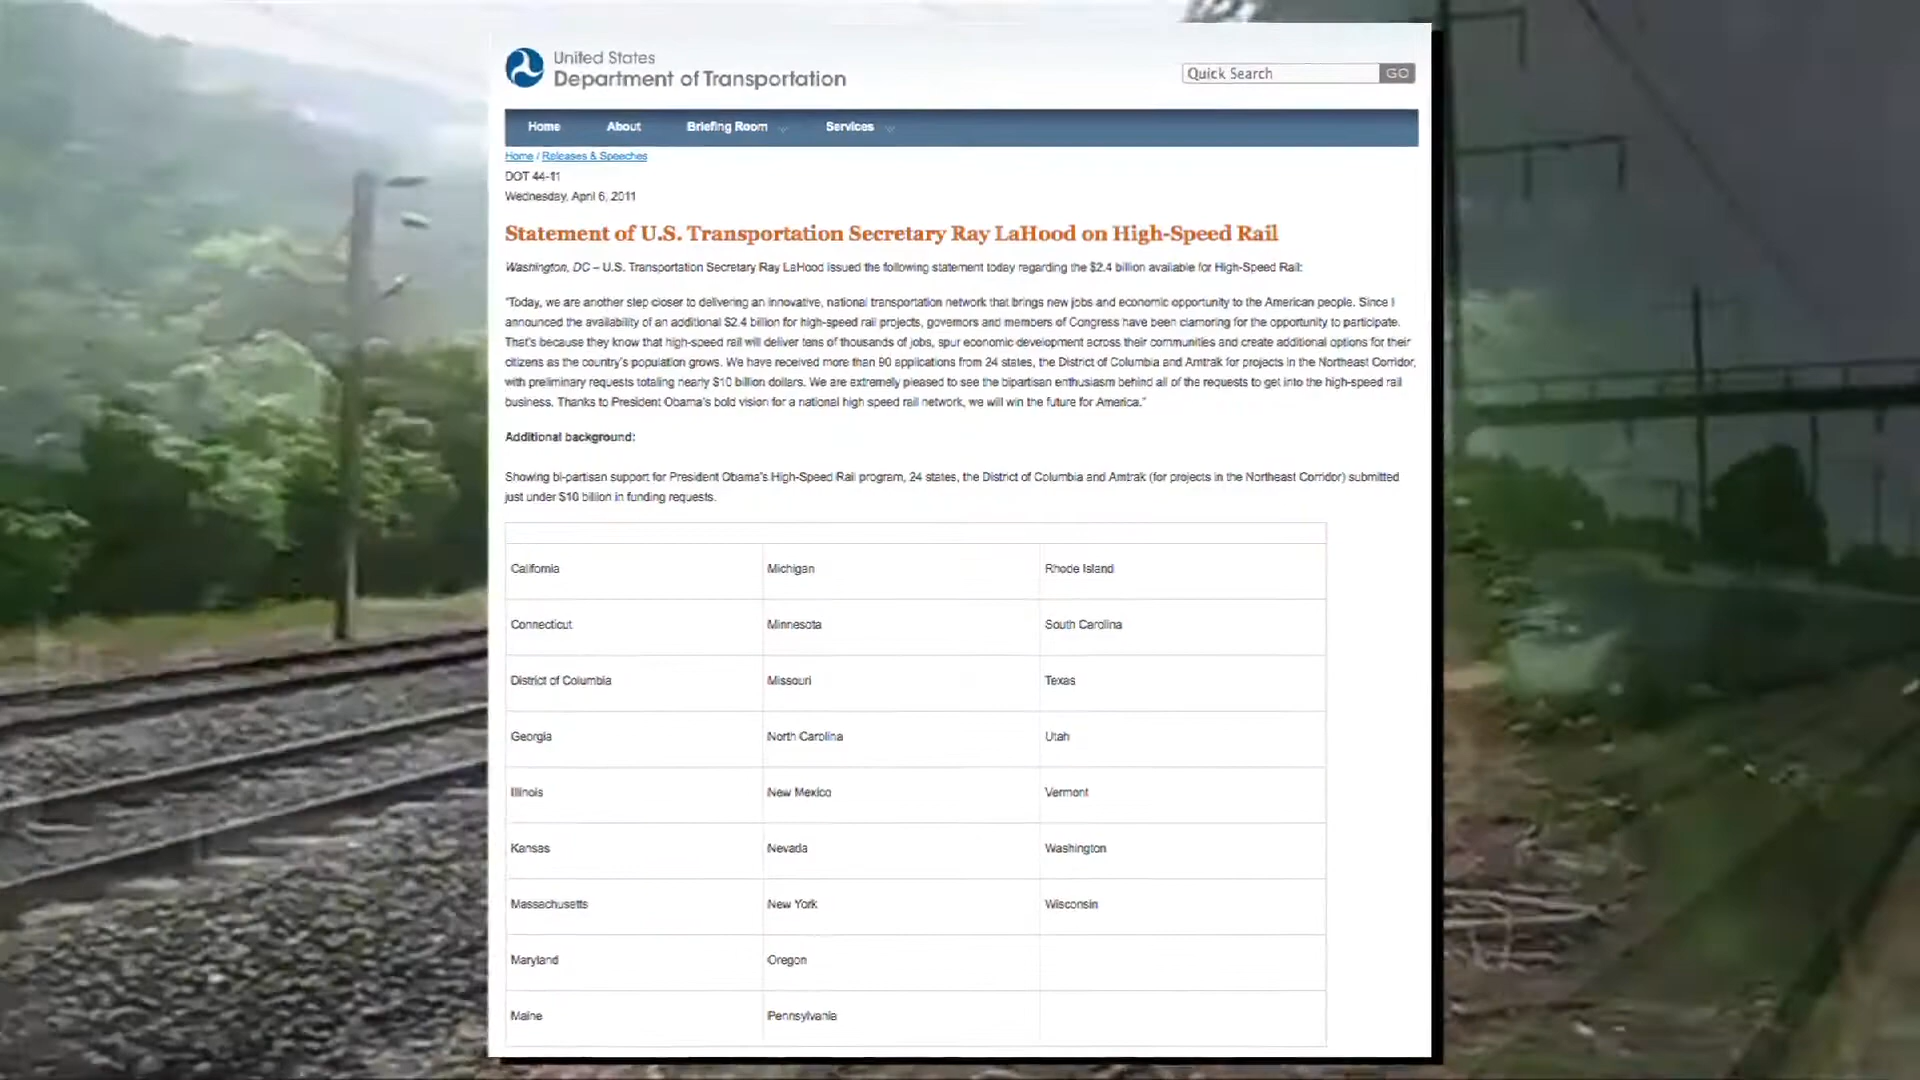 United States
Department of Transportation
Quick Search GO
Home About Briefing Room Services
Home / Releases & Speeches
DOT 44-11
Wednesday, April 6, 2011
Statement of U.S. Transportation Secretary Ray LaHood on High-Speed Rail
Washington, DC – U.S. Transportation Secretary Ray LaHood issued the following statement today regarding the $2.4 billion available for High-Speed Rail:
"Today, we are another step closer to delivering an innovative, national transportation network that brings new jobs and economic opportunity to the American people. Since I
announced the availability of an additional $2.4 billion for high-speed rail projects, governors and members of Congress have been clamoring for the opportunity to participate.
That's because they know that high-speed rail will deliver tens of thousands of jobs, spur economic development across their communities and create additional options for their
citizens as the country's population grows. We have received more than 90 applications from 24 states, the District of Columbia and Amtrak for projects in the Northeast Corridor,
with preliminary requests totaling nearly $10 billion dollars. We are extremely pleased to see the bipartisan enthusiasm behind all of the requests to get into the high-speed rail
business. Thanks to President Obama's bold vision for a national high speed rail network, we will win the future for America."
Additional background:
Showing bi-partisan support for President Obama's High-Speed Rail program, 24 states, the District of Columbia and Amtrak (for projects in the Northeast Corridor) submitted
just under $10 billion in funding requests.
California Michigan Rhode Island
Connecticut Minnesota South Carolina
District of Columbia Missouri Texas
Georgia North Carolina Utah
Illinois New Mexico Vermont
Kansas Nevada Washington
Massachusetts New York Wisconsin
Maryland Oregon
Maine Pennsylvania